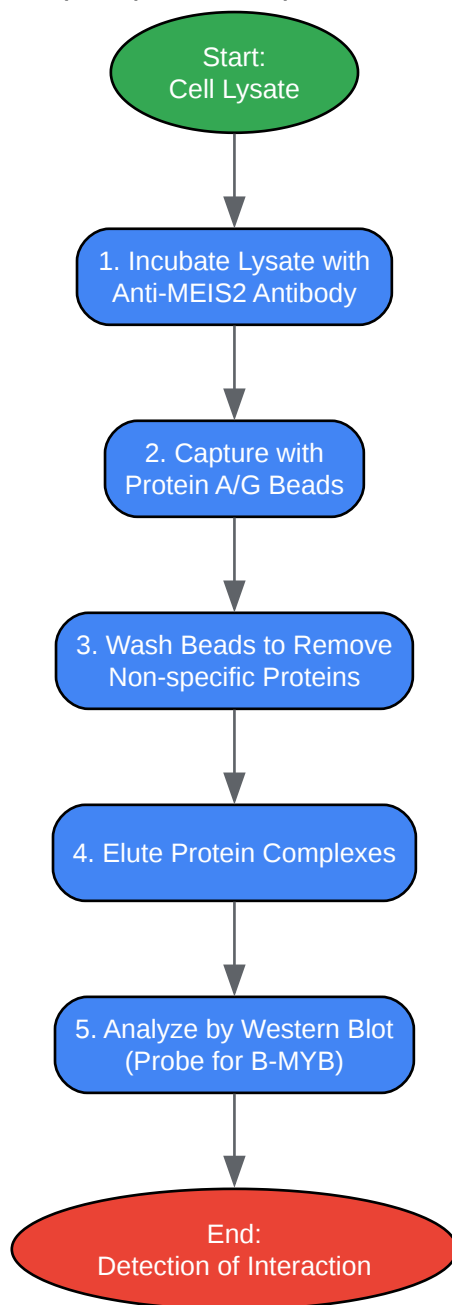 Start:
Cell Lysate
1. Incubate Lysate with
Anti-MEIS2 Antibody
2. Capture with
Protein A/G Beads
3. Wash Beads to Remove
Non-specific Proteins
4. Elute Protein Complexes
5. Analyze by Western Blot
(Probe for B-MYB)
End:
Detection of Interaction